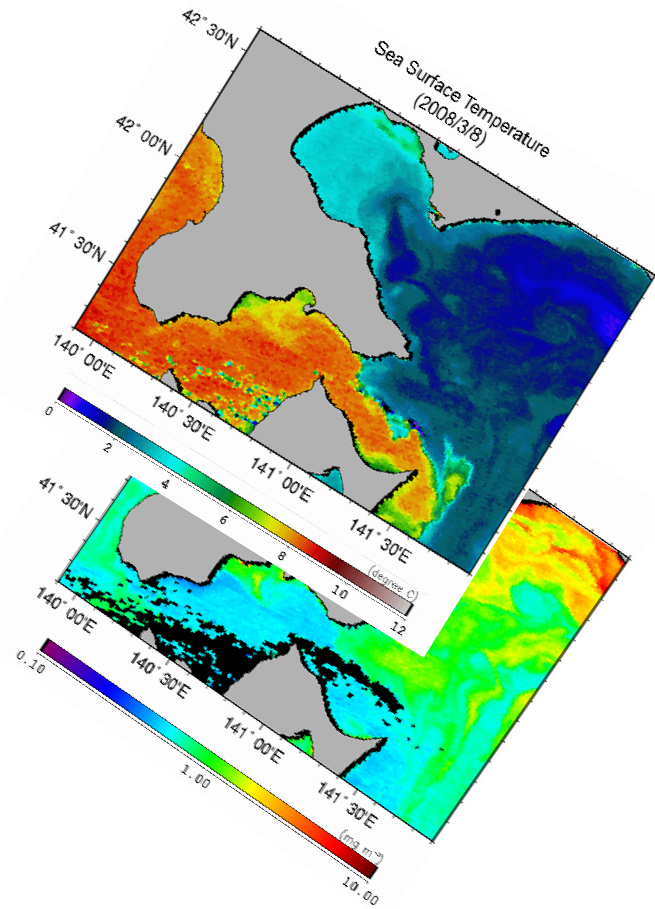 Sea Surface Temperature
(2008/3/8)
42°30'N
42°00'N
41°30'N
140°00'E
140°30'E
141°00'E
141°30'E
0
2
4
6
8
10
12
(degree C)
41°30'N
140°00'E
140°30'E
141°00'E
141°30'E
0.10
1.00
10.00
(mg m⁻³)